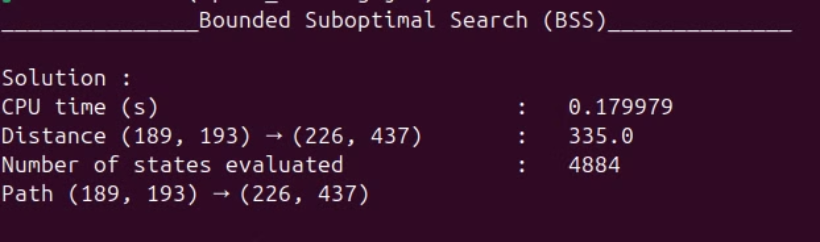 _______________Bounded Suboptimal Search (BSS)______________
Solution :
CPU time (s) : 0.179979
Distance (189, 193) → (226, 437) : 335.0
Number of states evaluated : 4884
Path (189, 193) → (226, 437)